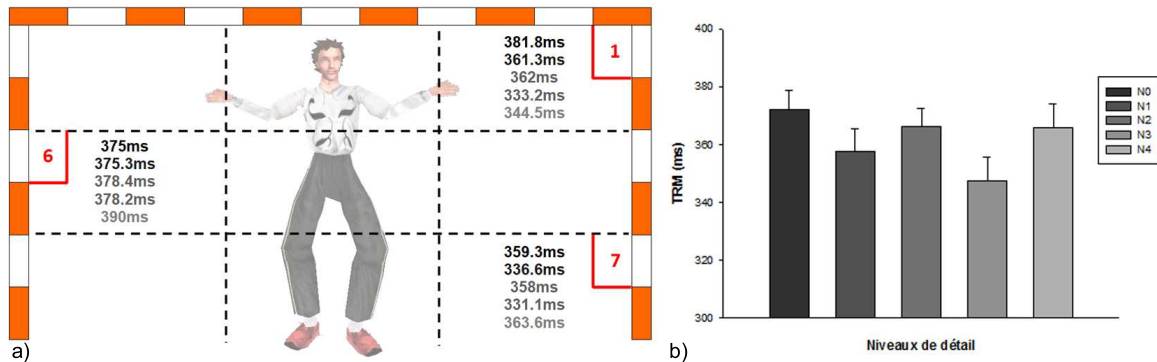 381.8ms
361.3ms
362ms
333.2ms
344.5ms
1
6
375ms
375.3ms
378.4ms
378.2ms
390ms
359.3ms
336.6ms
358ms
331.1ms
363.6ms
7
a)
400
380
360
340
320
300
TRM (ms)
Niveaux de détail
N0
N1
N2
N3
N4
b)